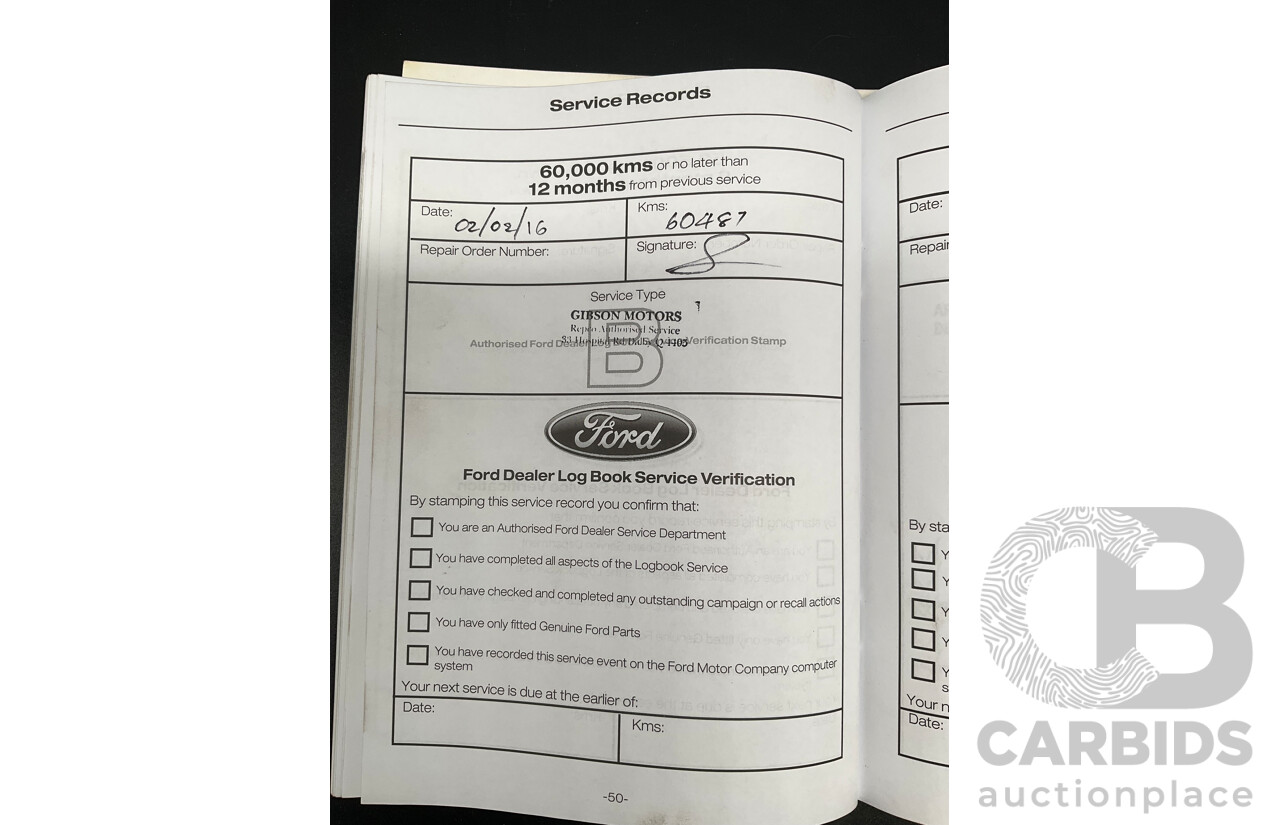 Service Records
60,000 kms or no later than
12 months from previous service
Date: 02/02/16
Kms: 60487
Repair Order Number:
Signature:
Service Type
GIBSON MOTORS
Repco Authorised Service
Authorised Ford Dealer Verification Stamp
B
Ford
Ford Dealer Log Book Service Verification
By stamping this service record you confirm that:
You are an Authorised Ford Dealer Service Department
You have completed all aspects of the Logbook Service
You have checked and completed any outstanding campaign or recall actions
You have only fitted Genuine Ford Parts
You have recorded this service event on the Ford Motor Company computer
system
Your next service is due at the earlier of:
Date:
Kms:
-50-
Date:
Repair
By sta
Y
Y
Y
Y
Y
s
Your n
Date:
CB
CARBIDS
auctionplace